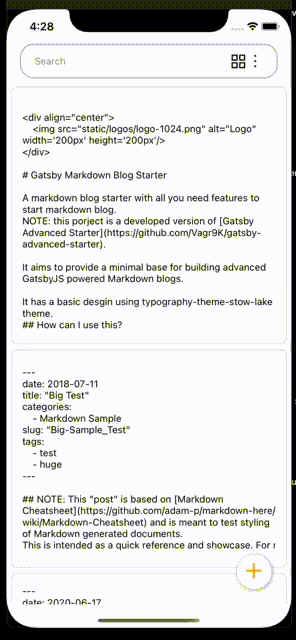 4:28
Search
<div align="center">
<img src="static/logos/logo-1024.png" alt="Logo"
width='200px' height='200px'/>
</div>
# Gatsby Markdown Blog Starter
A markdown blog starter with all you need features to
start markdown blog.
NOTE: this porject is a developed version of [Gatsby
Advanced Starter](https://github.com/Vagr9K/gatsby-
advanced-starter).
It aims to provide a minimal base for building advanced
GatsbyJS powered Markdown blogs.
It has a basic desgin using typography-theme-stow-lake
theme.
## How can I use this?
---
date: 2018-07-11
title: "Big Test"
categories:
- Markdown Sample
slug: "Big-Sample_Test"
tags:
- test
- huge
---
## NOTE: This "post" is based on [Markdown
Cheatsheet](https://github.com/adam-p/markdown-here/
wiki/Markdown-Cheatsheet) and is meant to test styling
of Markdown generated documents.
This is intended as a quick reference and showcase. For
---
date: 2020-06-17